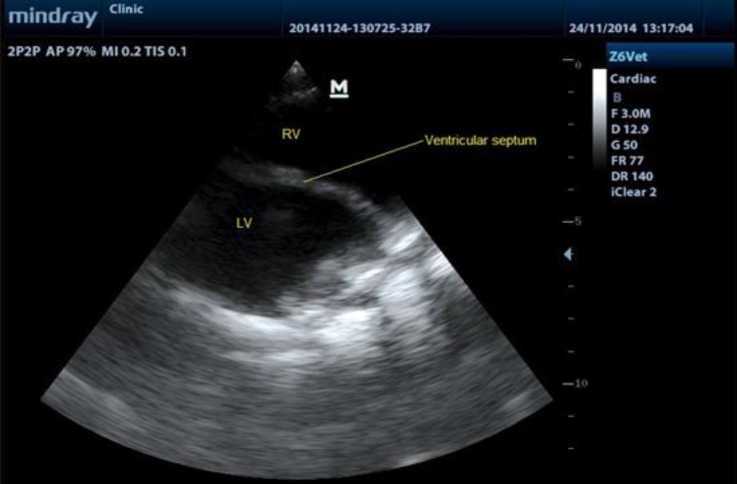 mindray
Clinic
20141124-130725-32B7
24/11/2014 13:17:04
2P2P AP 97% MI 0.2 TIS 0.1
Z6Vet
Cardiac
B
F 3.0M
D 12.9
G 50
FR 77
DR 140
iClear 2
M
RV
Ventricular septum
LV
0
5
10